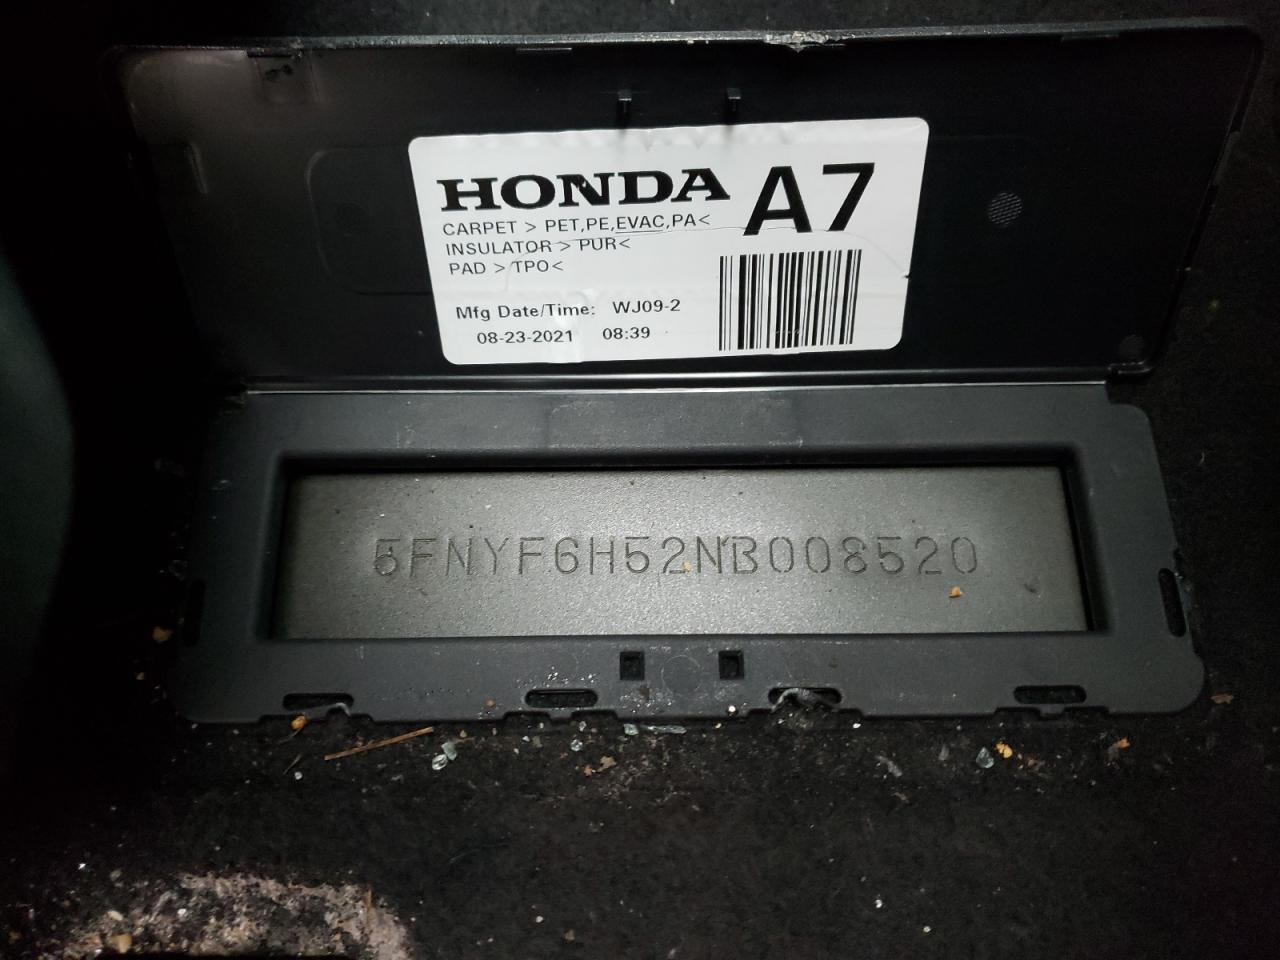 HONDA A7
CARPET > PET,PE,EVAC,PA<
INSULATOR > PUR<
PAD > TPO<
Mfg Date/Time: WJ09-2
08-23-2021 08:39
5FNYF6H52NB008520